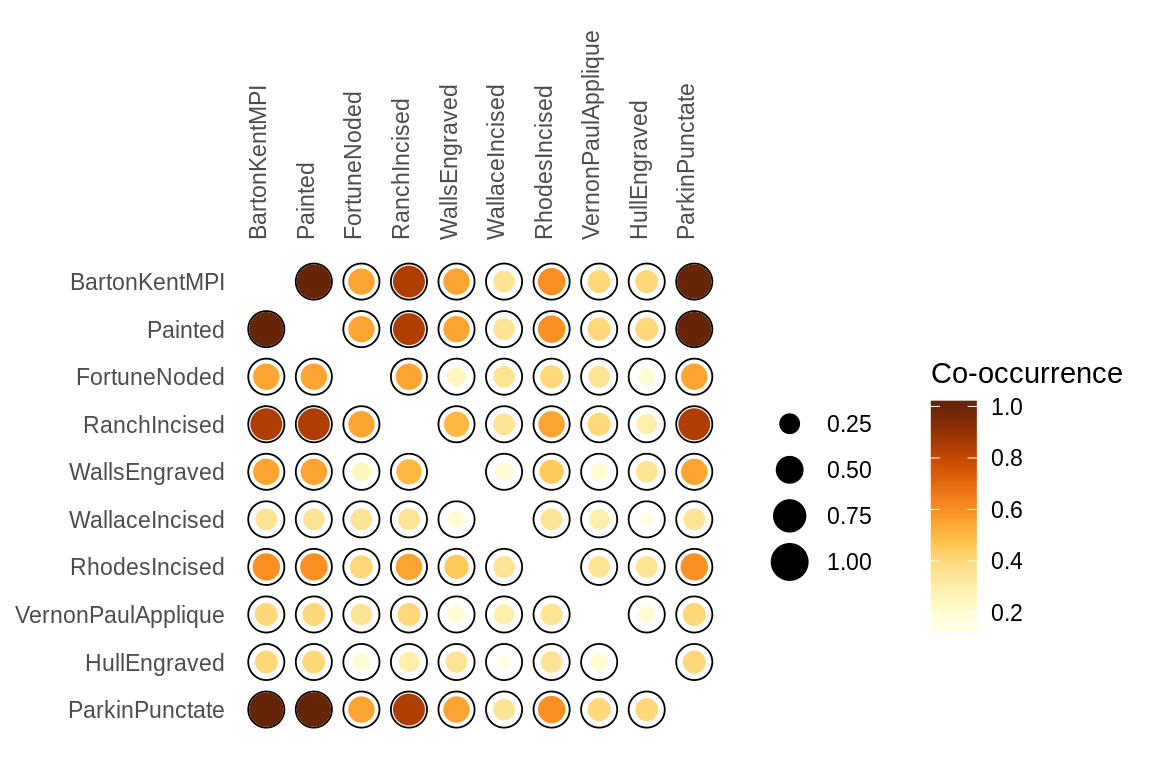 BartonKentMPI
Painted
FortuneNoded
RanchIncised
WallsEngraved
WallaceIncised
RhodesIncised
VernonPaulApplique
HullEngraved
ParkinPunctate
BartonKentMPI
Painted
FortuneNoded
RanchIncised
WallsEngraved
WallaceIncised
RhodesIncised
VernonPaulApplique
HullEngraved
ParkinPunctate
0.25
0.50
0.75
1.00
Co-occurrence
1.0
0.8
0.6
0.4
0.2